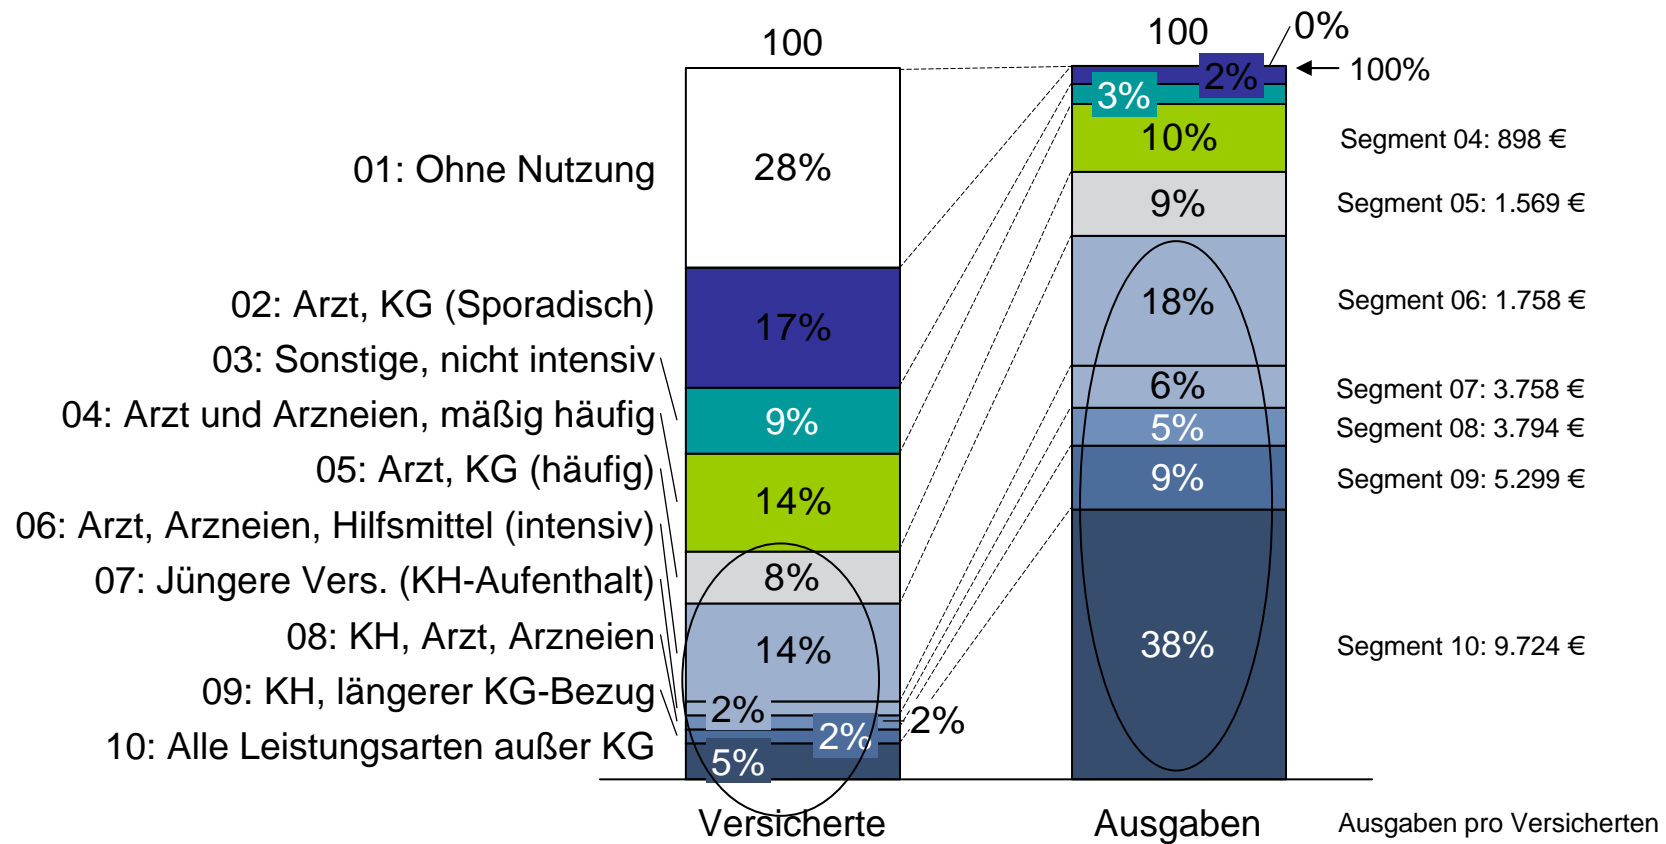 100
100
0%
100%
01: Ohne Nutzung
02: Arzt, KG (Sporadisch)
03: Sonstige, nicht intensiv
04: Arzt und Arzneien, mäßig häufig
05: Arzt, KG (häufig)
06: Arzt, Arzneien, Hilfsmittel (intensiv)
07: Jüngere Vers. (KH-Aufenthalt)
08: KH, Arzt, Arzneien
09: KH, längerer KG-Bezug
10: Alle Leistungsarten außer KG
28%
17%
9%
14%
8%
14%
2%
2%
2%
5%
2%
3%
10%
9%
18%
6%
5%
9%
38%
Segment 04: 898 €
Segment 05: 1.569 €
Segment 06: 1.758 €
Segment 07: 3.758 €
Segment 08: 3.794 €
Segment 09: 5.299 €
Segment 10: 9.724 €
Versicherte
Ausgaben
Ausgaben pro Versicherten